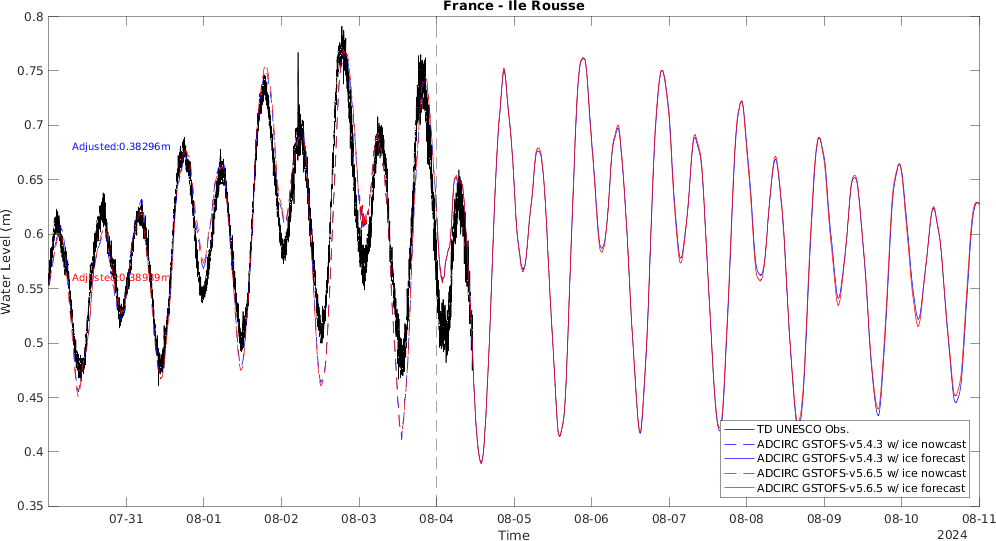 France - Ile Rousse
0.8
0.75
0.7
0.65
0.6
0.55
0.5
0.45
0.4
0.35
Water Level (m)
Adjusted:0.38296m
Adjusted:0.38939m
TD UNESCO Obs.
ADCIRC GSTOFS-v5.4.3 w/ ice nowcast
ADCIRC GSTOFS-v5.4.3 w/ ice forecast
ADCIRC GSTOFS-v5.6.5 w/ ice nowcast
ADCIRC GSTOFS-v5.6.5 w/ ice forecast
07-31 08-01 08-02 08-03 08-04 08-05 08-06 08-07 08-08 08-09 08-10 08-11
Time
2024